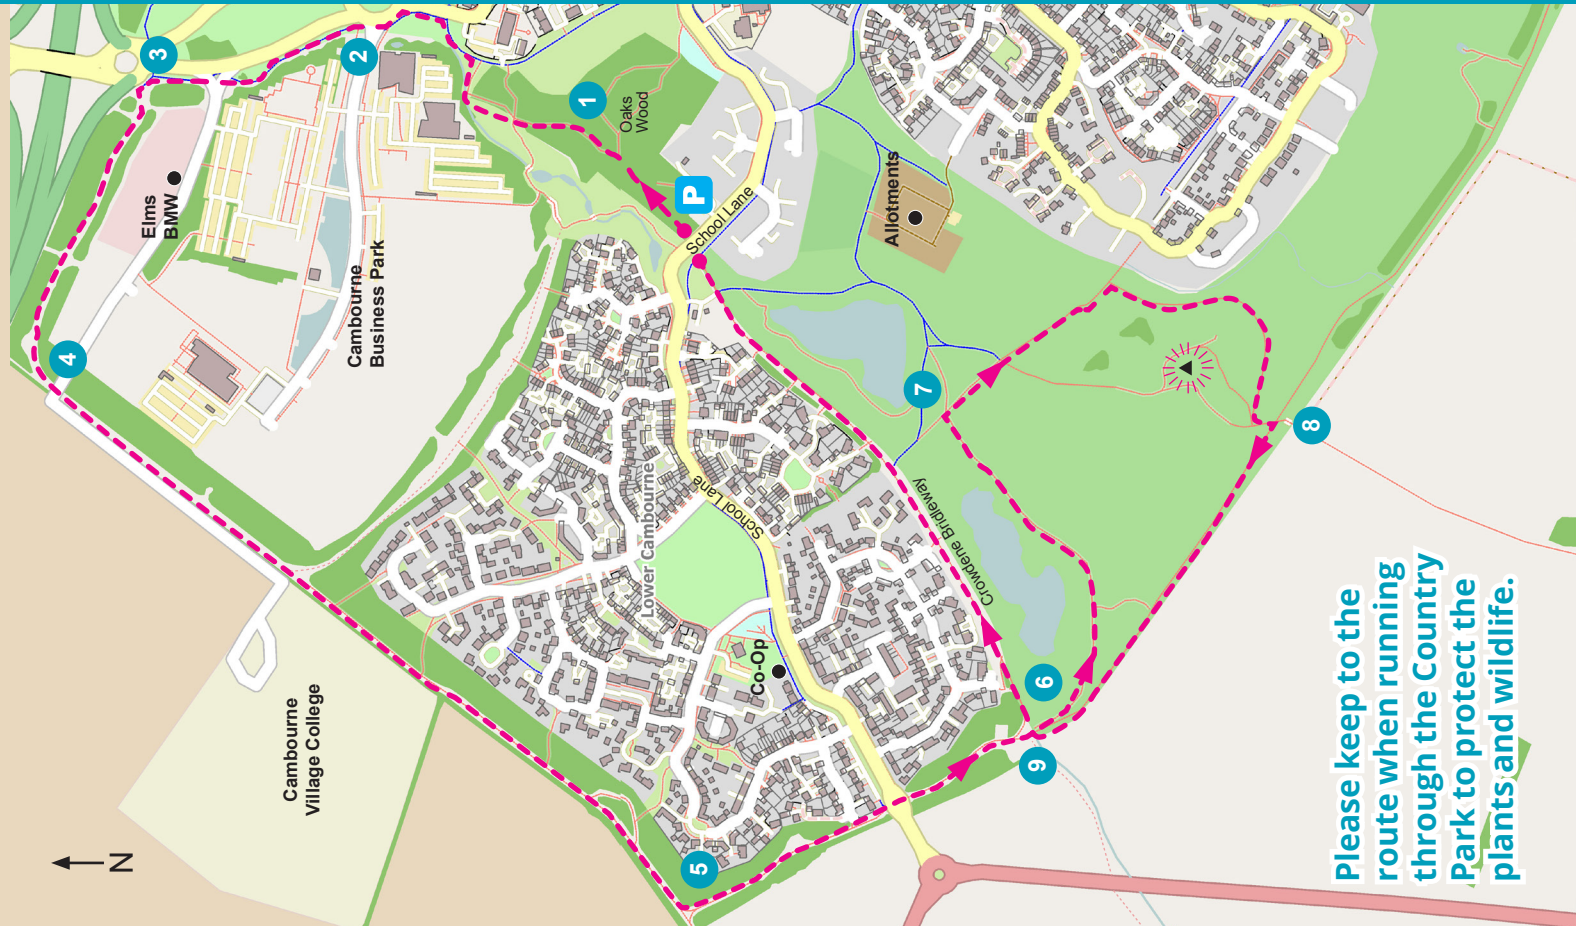 3
2
1
Oaks
Wood
P
School Lane
Elms
BMW
Allotments
Cambourne
Business Park
4
7
8
Lower Cambourne
School Lane
Crowdene Bridleway
6
9
Co-Op
5
Cambourne
Village College
N
Please keep to the
route when running
through the Country
Park to protect the
plants and wildlife.